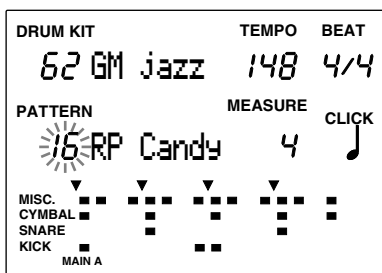 DRUM KIT TEMPO BEAT
62 GM jazz 148 4/4
PATTERN MEASURE CLICK
16 RP Candy 4
MISC.
CYMBAL
SNARE
KICK
MAIN A